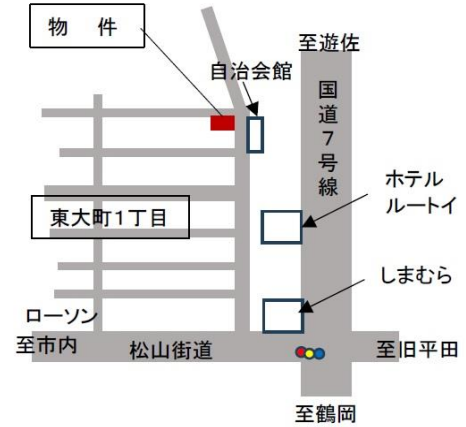 物　件
至遊佐
自治会館
国道７号線
ホテル
ルートイ
東大町１丁目
しまむら
ローソン
至市内
松山街道
至旧平田
至鶴岡